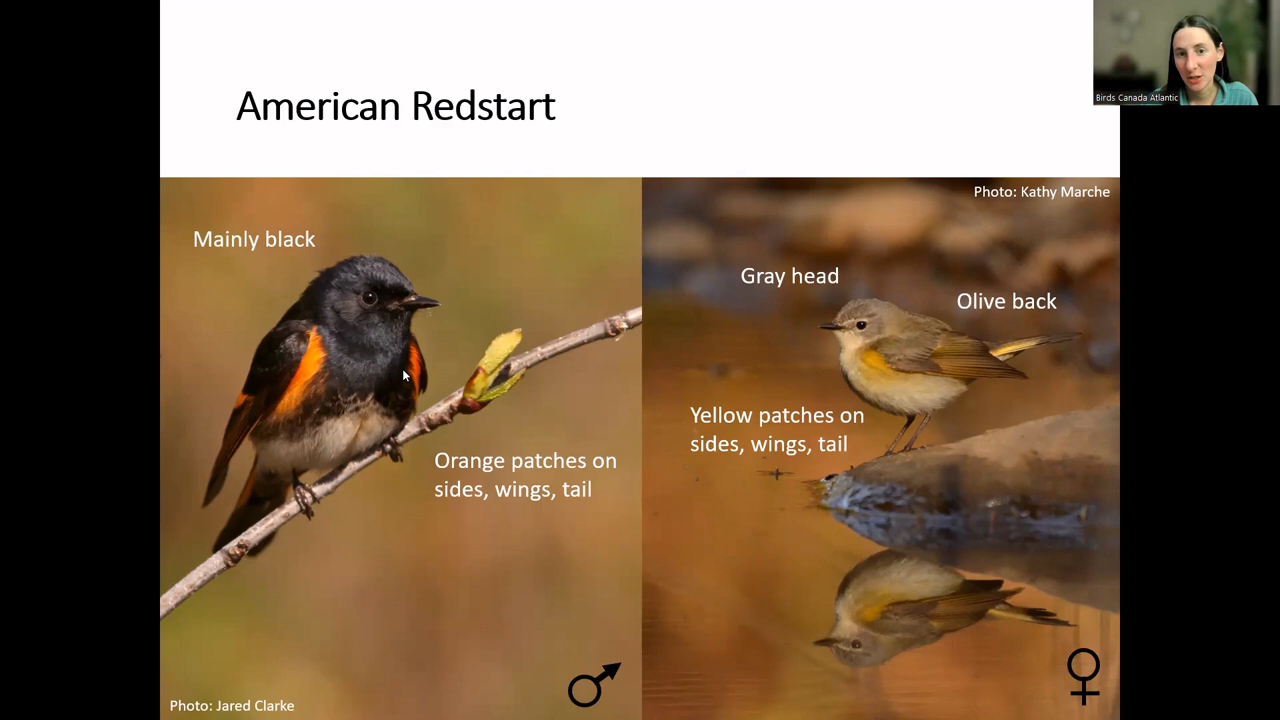 Birds Canada Atlantic
American Redstart
Photo: Kathy Marche
Mainly black
Gray head
Olive back
Yellow patches on
sides, wings, tail
Orange patches on
sides, wings, tail
Photo: Jared Clarke